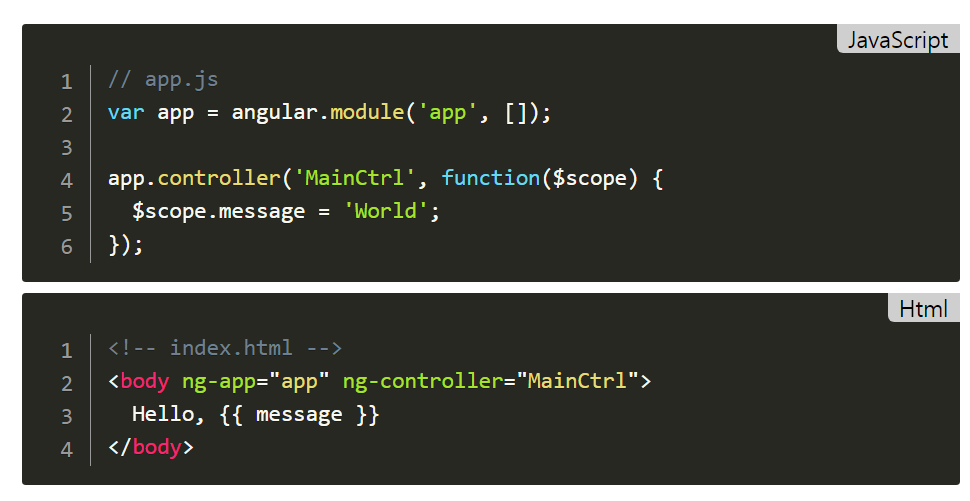 JavaScript
1 // app.js
2 var app = angular.module('app', []);
3
4 app.controller('MainCtrl', function($scope) {
5   $scope.message = 'World';
6 });
Html
1 <!-- index.html -->
2 <body ng-app="app" ng-controller="MainCtrl">
3   Hello, {{ message }}
4 </body>